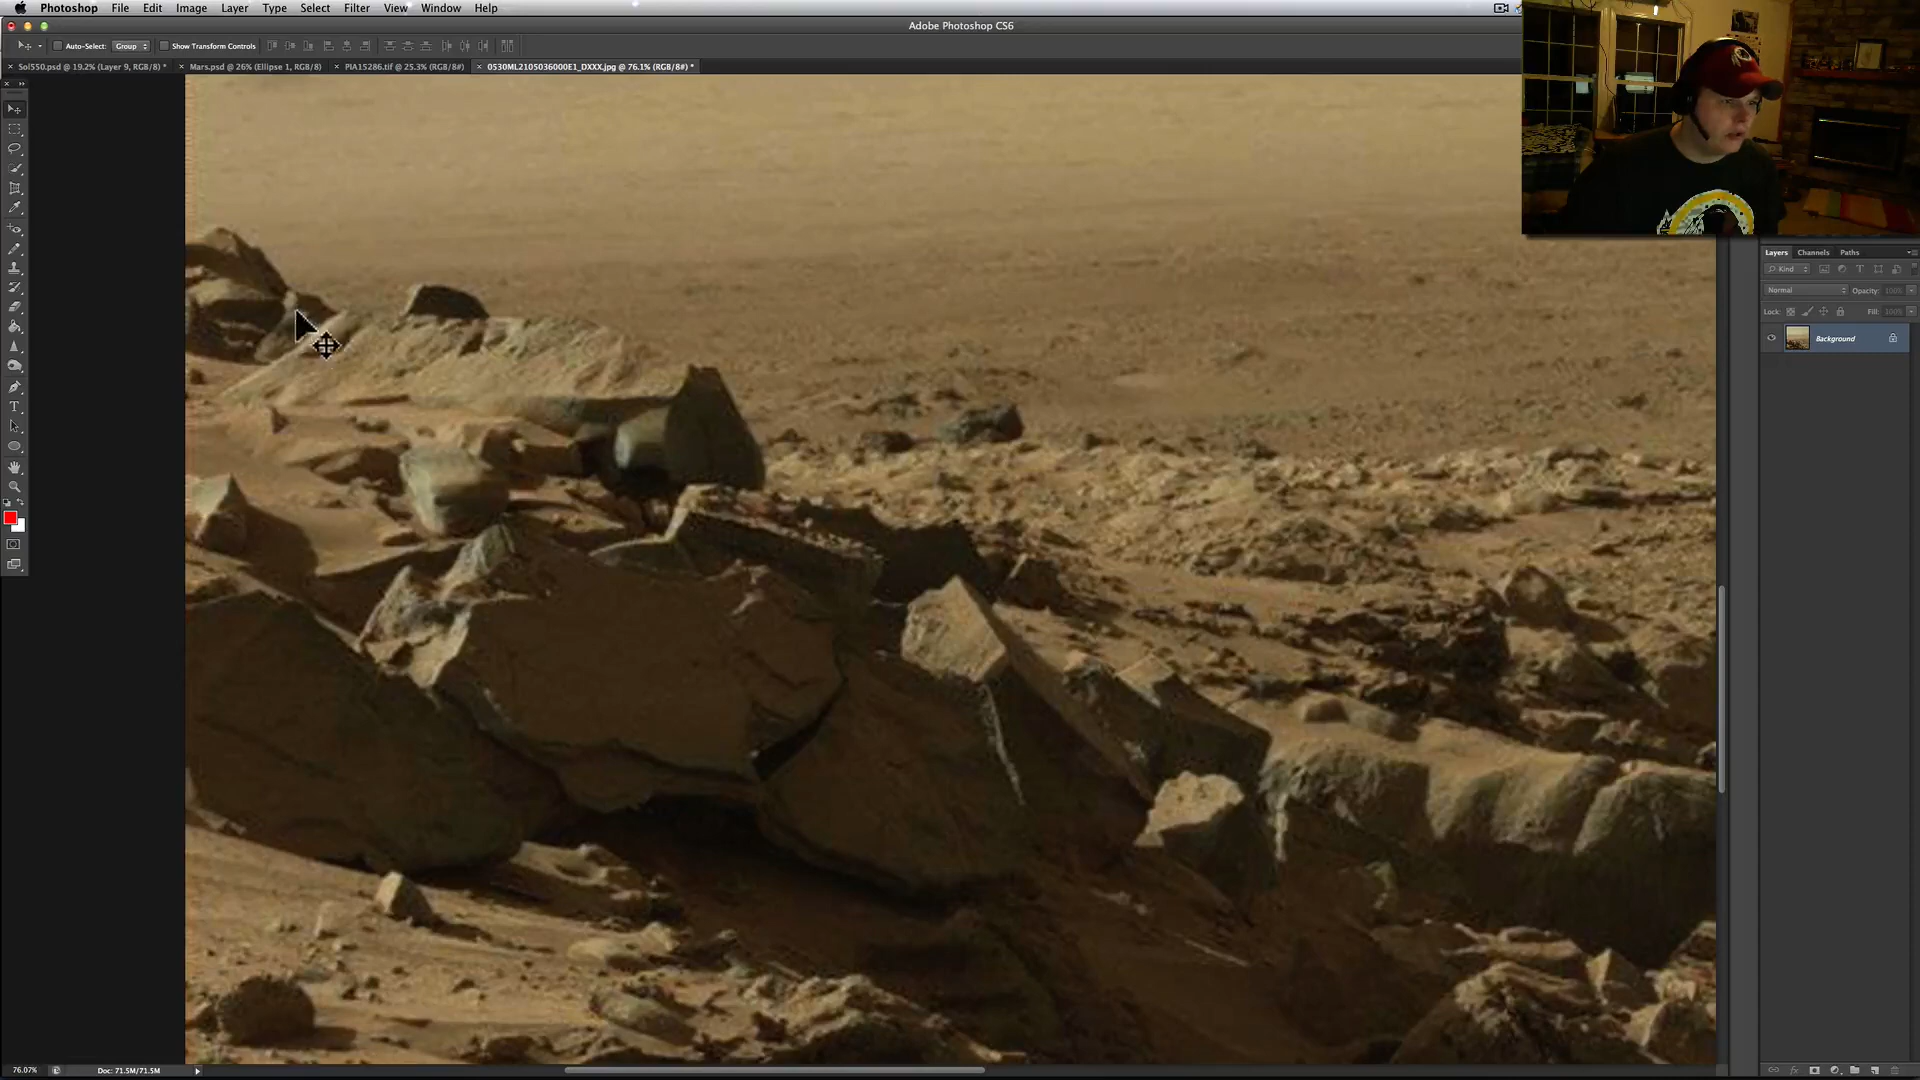 Photoshop File Edit Image Layer Type Select Filter View Window Help
Adobe Photoshop CS6
Auto-Select: Group Show Transform Controls
Sol550.psd @ 19.2% (Layer 9, RGB/8) * Mars.psd @ 26% (Ellipse 1, RGB/8) PIA15286.tif @ 25.3% (RGB/8#) 0530ML2105036000E1_DXXX.jpg @ 76.1% (RGB/8#) *
Layers Channels Paths
Kind
Normal Opacity: 100%
Lock: Fill: 100%
Background
76.07% Doc: 71.5M/71.5M